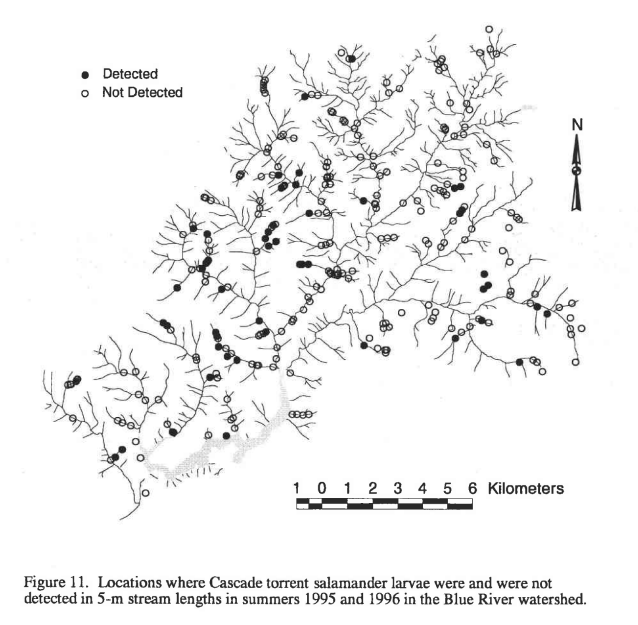 Detected
Not Detected
N
1 0 1 2 3 4 5 6 Kilometers
Figure 11. Locations where Cascade torrent salamander larvae were and were not
detected in 5-m stream lengths in summers 1995 and 1996 in the Blue River watershed.